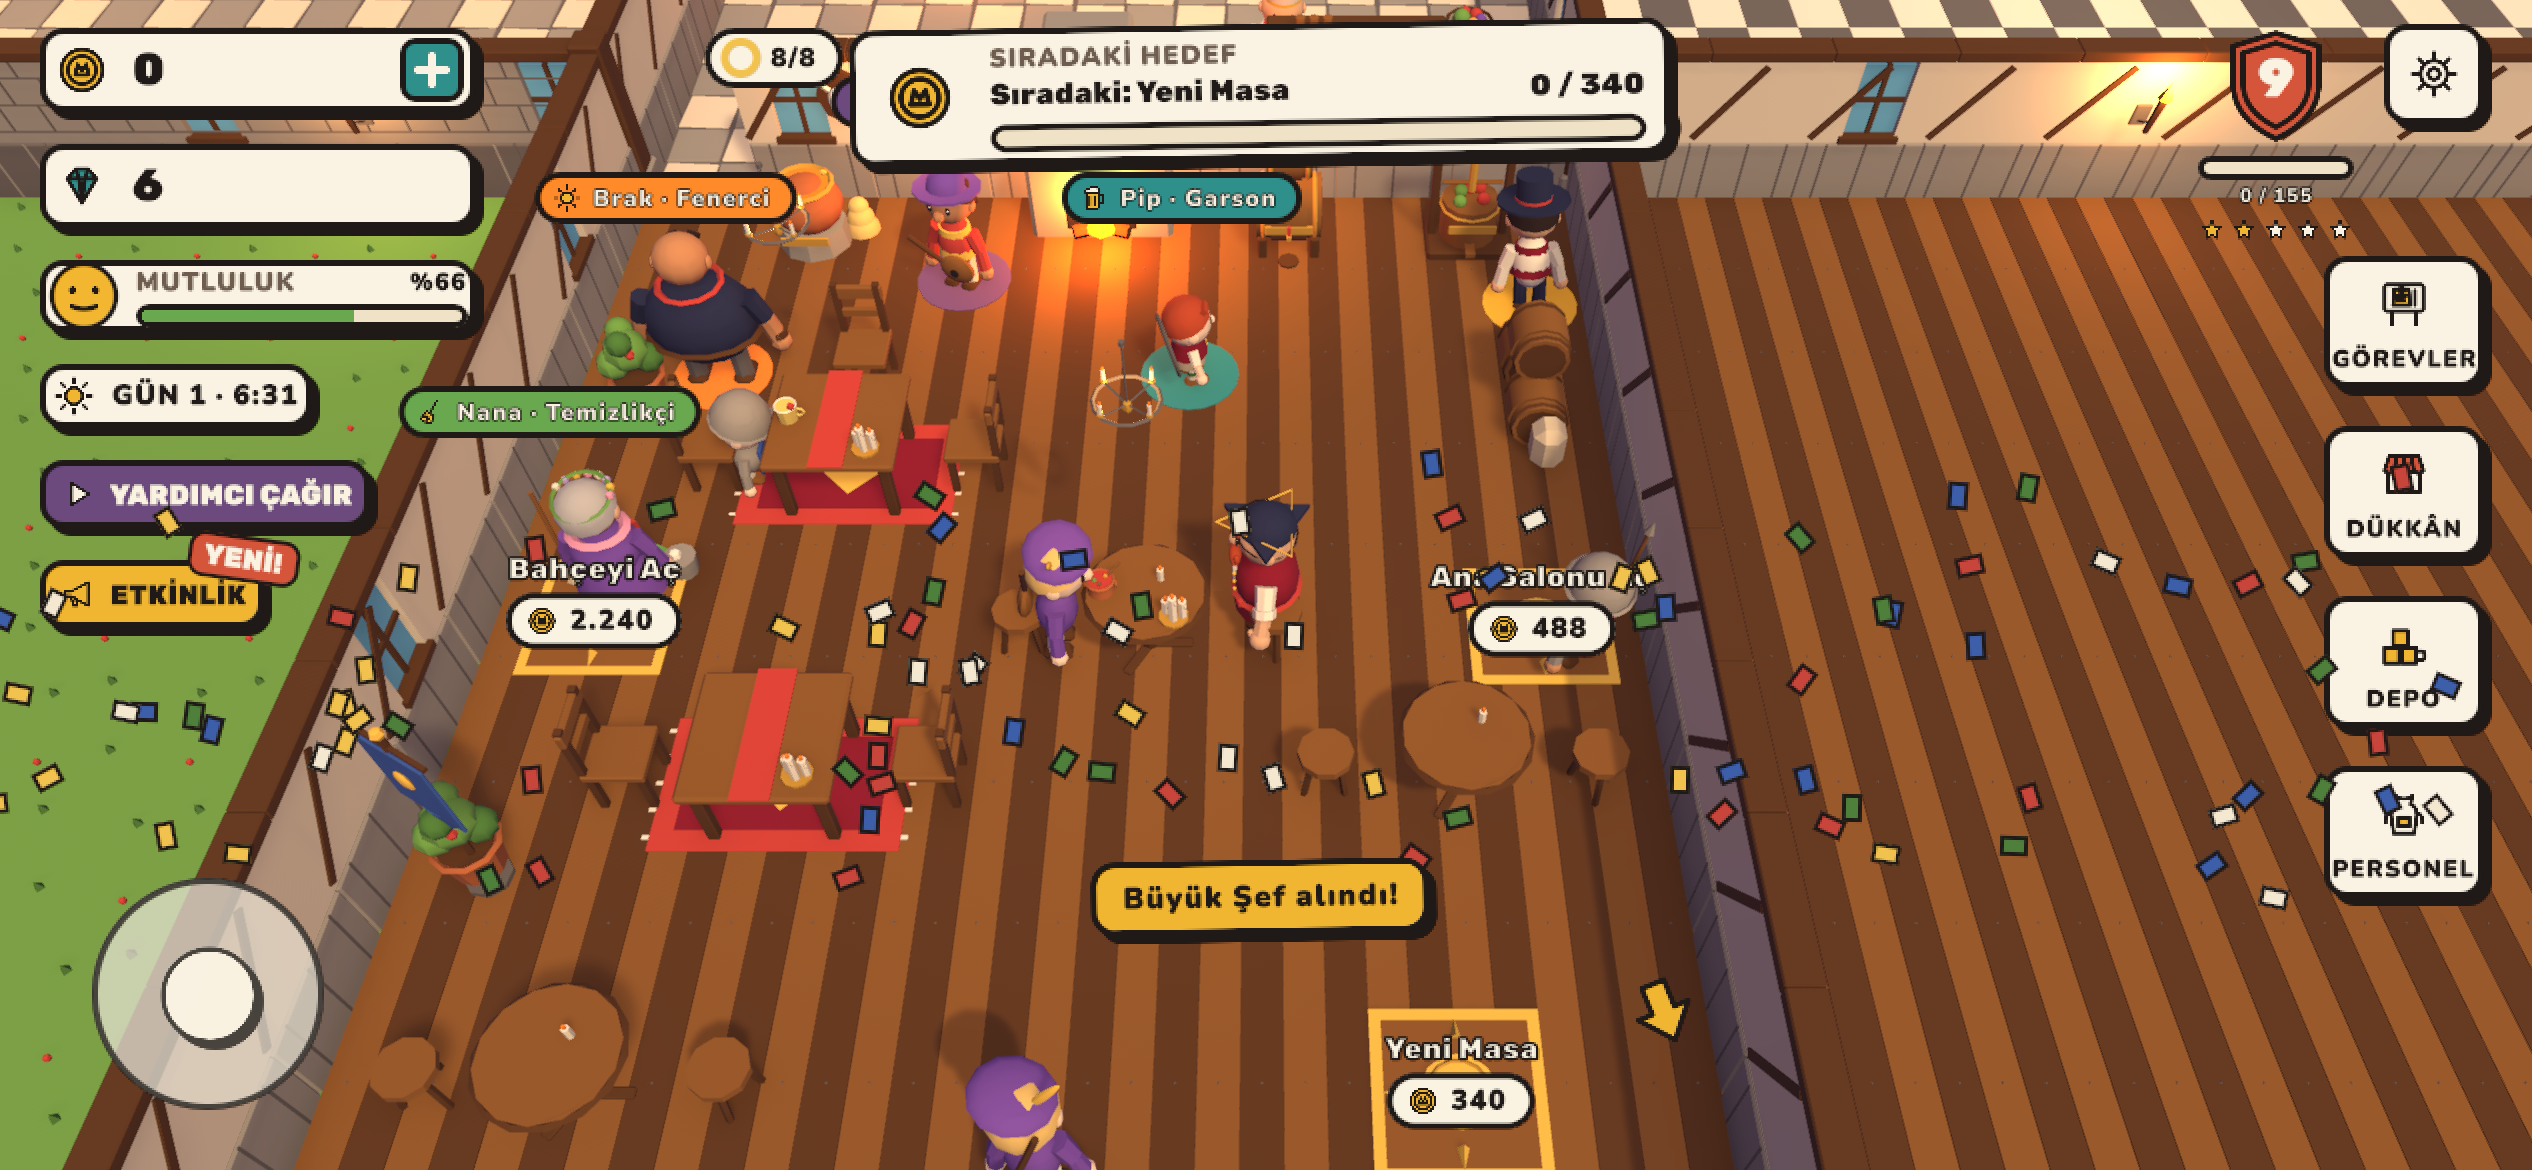 0
8/8
SIRADAKİ HEDEF
Sıradaki: Yeni Masa
0 / 340
9
0 / 155
6
Brak · Fenerci
Pip · Garson
MUTLULUK
%66
GÜN 1 · 6:31
Nana · Temizlikçi
YARDIMCI ÇAĞIR
YENİ!
ETKİNLİK
GÖREVLER
DÜKKÂN
DEPO
PERSONEL
Bahçeyi Aç
2.240
Salonu
488
Büyük Şef alındı!
Yeni Masa
340